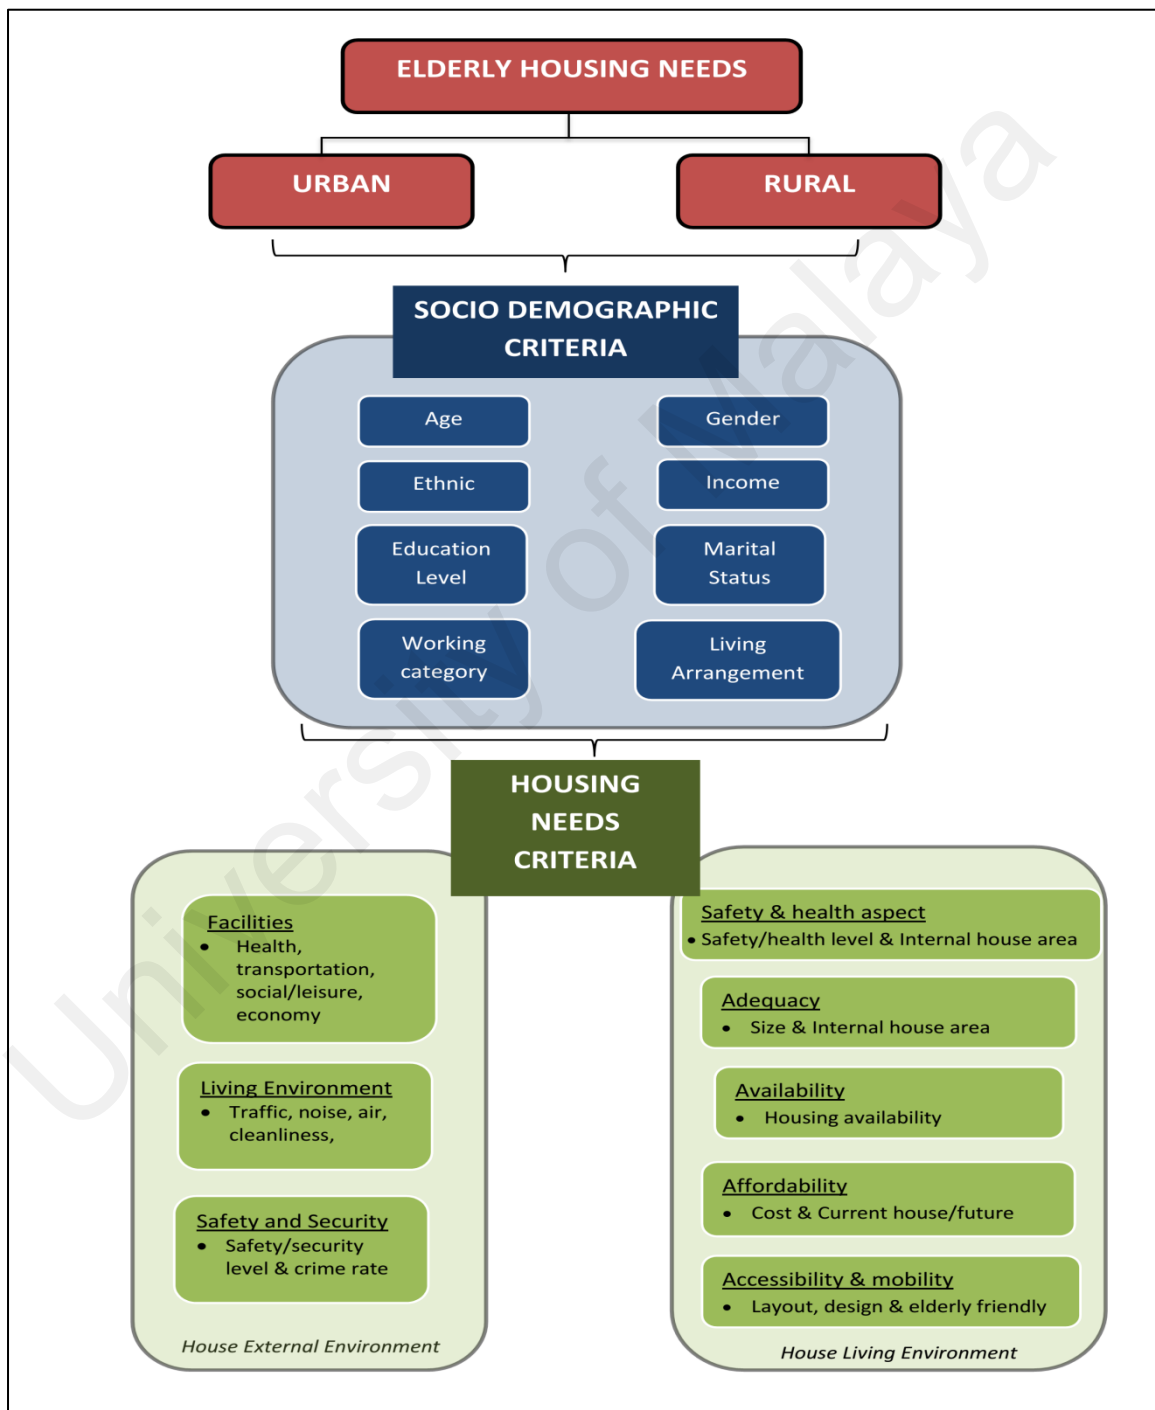 ELDERLY HOUSING NEEDS
URBAN
RURAL
SOCIO DEMOGRAPHIC
CRITERIA
Age
Gender
Ethnic
Income
Education
Level
Marital
Status
Working
category
Living
Arrangement
HOUSING
NEEDS
CRITERIA
Facilities
• Health,
transportation,
social/leisure,
economy
Living Environment
• Traffic, noise, air,
cleanliness,
Safety and Security
• Safety/security
level & crime rate
House External Environment
Safety & health aspect
• Safety/health level & Internal house area
Adequacy
• Size & Internal house area
Availability
• Housing availability
Affordability
• Cost & Current house/future
Accessibility & mobility
• Layout, design & elderly friendly
House Living Environment
University of Malaya